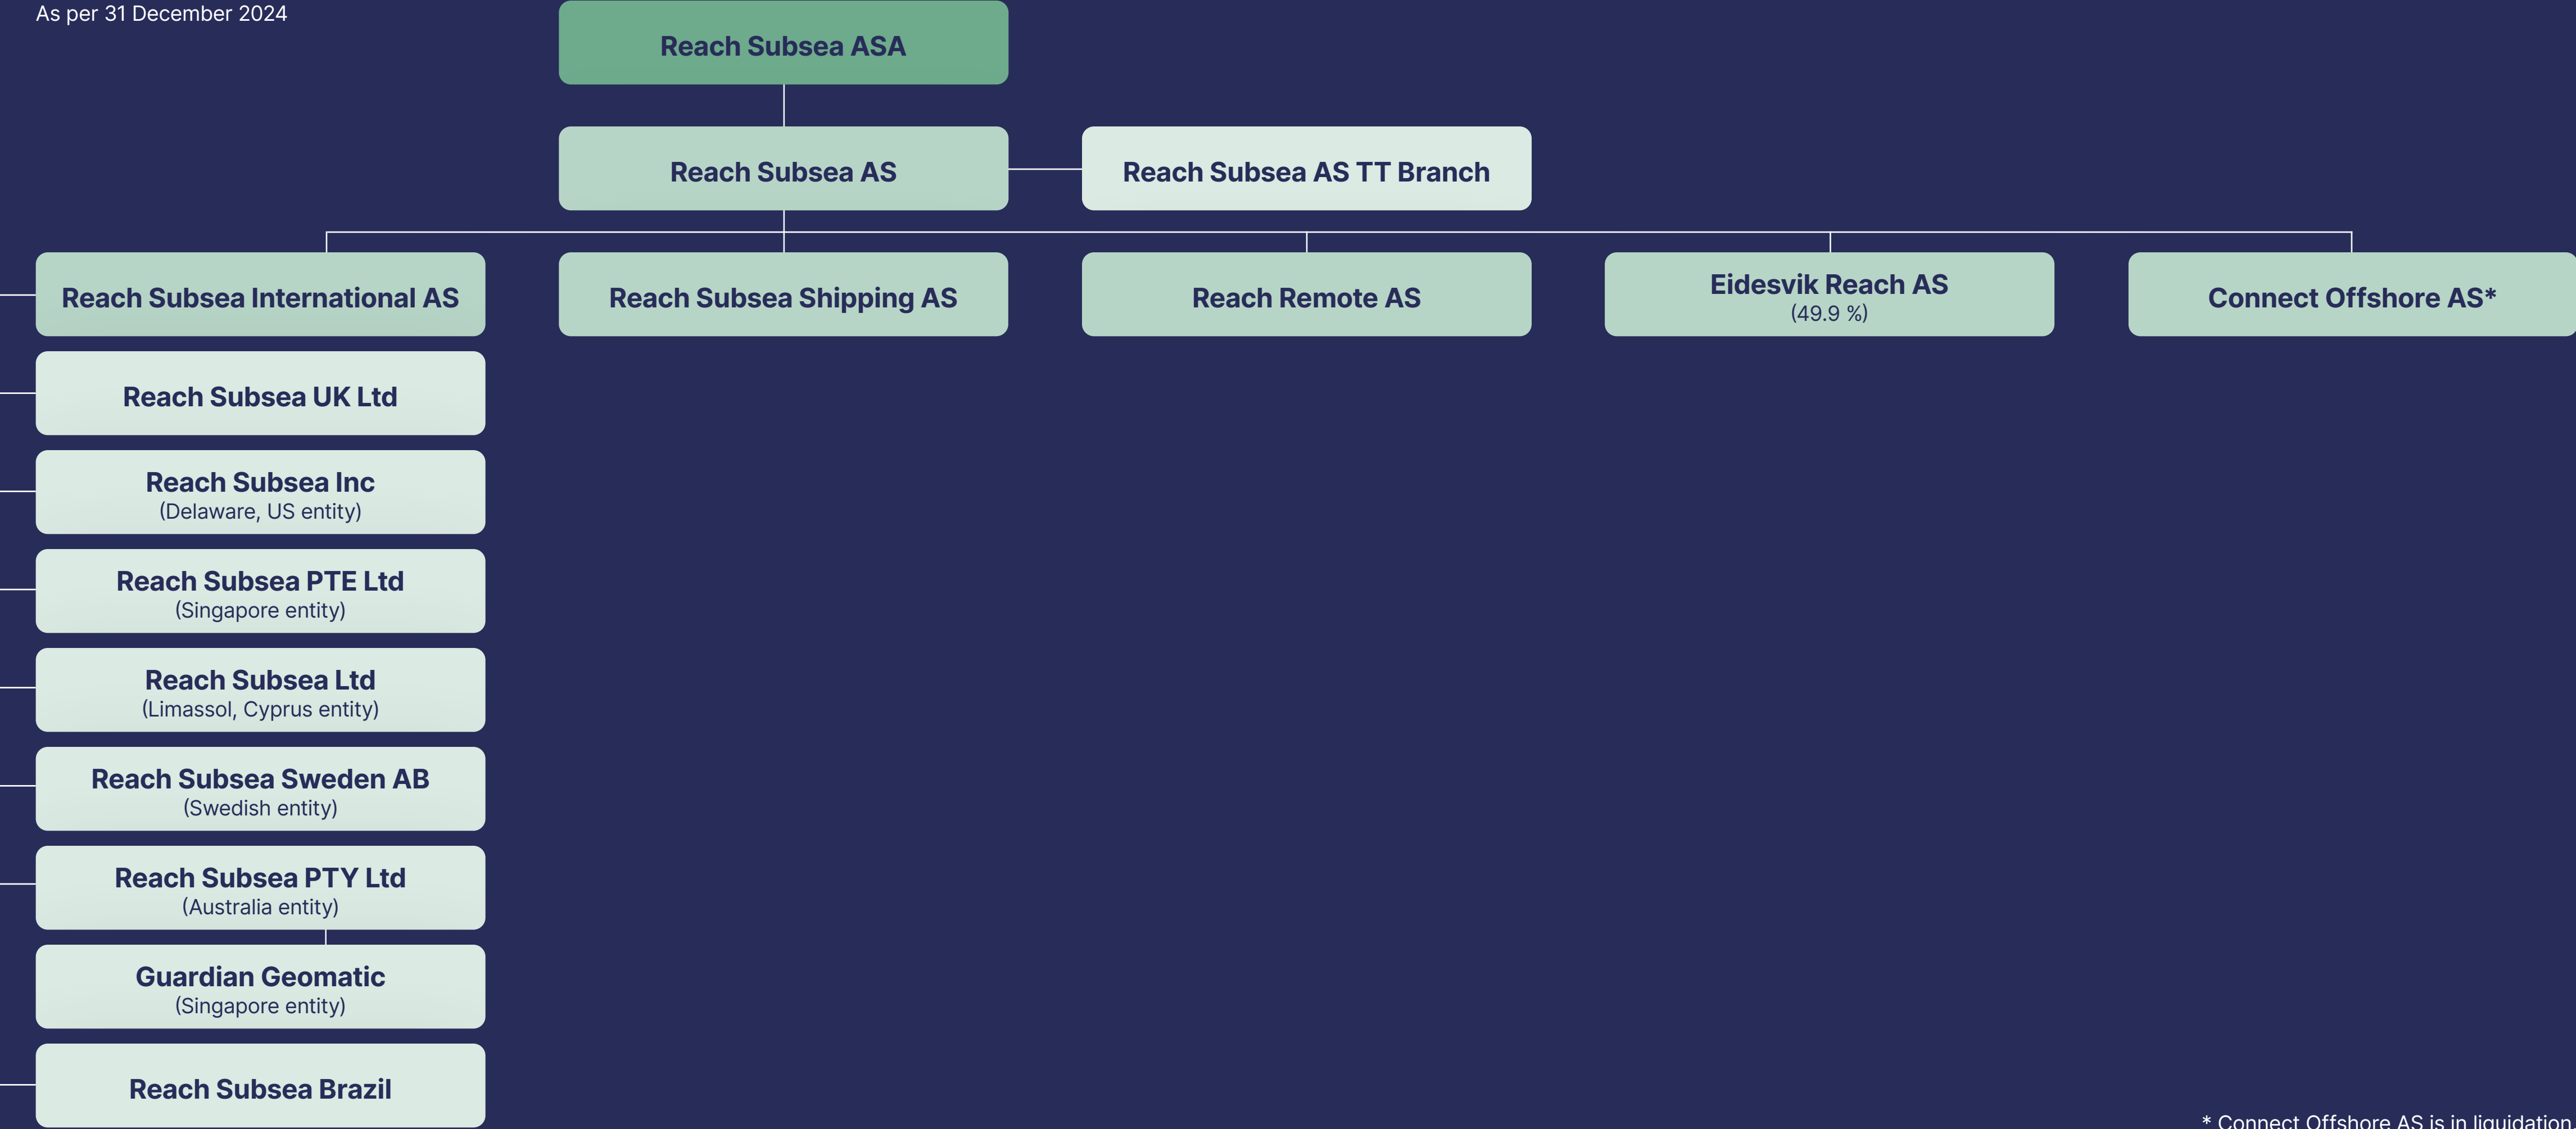 As per 31 December 2024
Reach Subsea ASA
Reach Subsea AS
Reach Subsea AS TT Branch
Reach Subsea International AS
Reach Subsea Shipping AS
Reach Remote AS
Eidesvik Reach AS
(49.9 %)
Connect Offshore AS*
Reach Subsea UK Ltd
Reach Subsea Inc
(Delaware, US entity)
Reach Subsea PTE Ltd
(Singapore entity)
Reach Subsea Ltd
(Limassol, Cyprus entity)
Reach Subsea Sweden AB
(Swedish entity)
Reach Subsea PTY Ltd
(Australia entity)
Guardian Geomatic
(Singapore entity)
Reach Subsea Brazil
* Connect Offshore AS is in liquidation